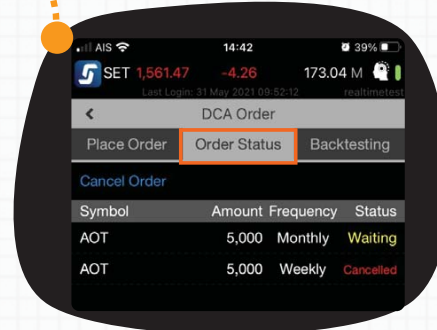 AIS 14:42 39%
SET 1,561.47 -4.26 173.04 M
Last Login: 31 May 2021 09:52:12 realtimetest
DCA Order
Place Order Order Status Backtesting
Cancel Order
Symbol Amount Frequency Status
AOT 5,000 Monthly Waiting
AOT 5,000 Weekly Cancelled